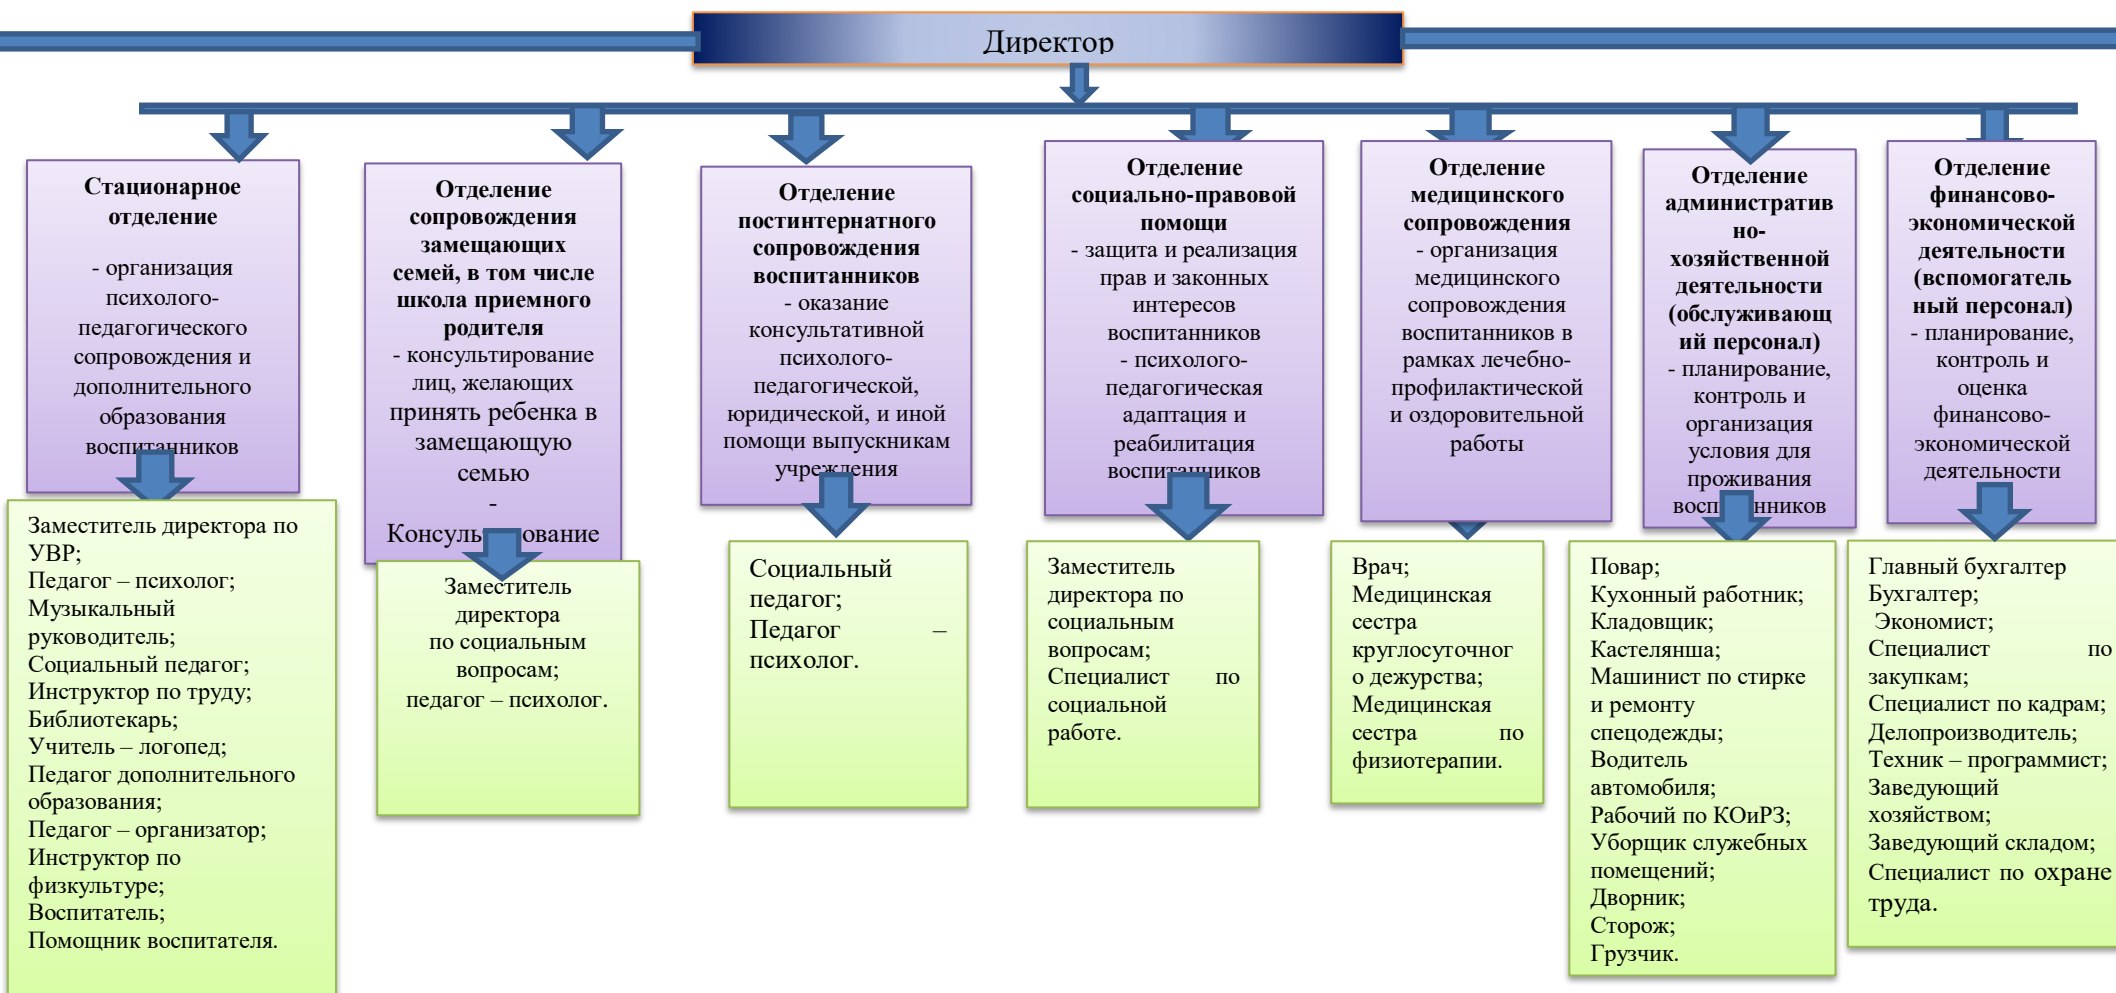 Директор
Стационарное
отделение
- организация
психолого-
педагогического
сопровождения и
дополнительного
образования
воспитанников
Заместитель директора по
УВР;
Педагог – психолог;
Музыкальный
руководитель;
Социальный педагог;
Инструктор по труду;
Библиотекарь;
Учитель – логопед;
Педагог дополнительного
образования;
Педагог – организатор;
Инструктор по
физкультуре;
Воспитатель;
Помощник воспитателя.
Отделение
сопровождения
замещающих
семей, в том числе
школа приемного
родителя
- консультирование
лиц, желающих
принять ребенка в
замещающую
семью
-
Консультирование
Заместитель
директора
по социальным
вопросам;
педагог – психолог.
Отделение
постинтернатного
сопровождения
воспитанников
- оказание
консультативной
психолого-
педагогической,
юридической, и иной
помощи выпускникам
учреждения
Социальный
педагог;
Педагог –
психолог.
Отделение
социально-правовой
помощи
- защита и реализация
прав и законных
интересов
воспитанников
- психолого-
педагогическая
адаптация и
реабилитация
воспитанников
Заместитель
директора по
социальным
вопросам;
Специалист по
социальной
работе.
Отделение
медицинского
сопровождения
- организация
медицинского
сопровождения
воспитанников в
рамках лечебно-
профилактической
и оздоровительной
работы
Врач;
Медицинская
сестра
круглосуточног
о дежурства;
Медицинская
сестра по
физиотерапии.
Отделение
административ
но-
хозяйственной
деятельности
(обслуживающ
ий персонал)
- планирование,
контроль и
организация
условия для
проживания
воспитанников
Повар;
Кухонный работник;
Кладовщик;
Кастелянша;
Машинист по стирке
и ремонту
спецодежды;
Водитель
автомобиля;
Рабочий по КОиРЗ;
Уборщик служебных
помещений;
Дворник;
Сторож;
Грузчик.
Отделение
финансово-
экономической
деятельности
(вспомогатель
ный персонал)
- планирование,
контроль и
оценка
финансово-
экономической
деятельности
Главный бухгалтер
Бухгалтер;
Экономист;
Специалист по
закупкам;
Специалист по кадрам;
Делопроизводитель;
Техник – программист;
Заведующий
хозяйством;
Заведующий складом;
Специалист по охране
труда.